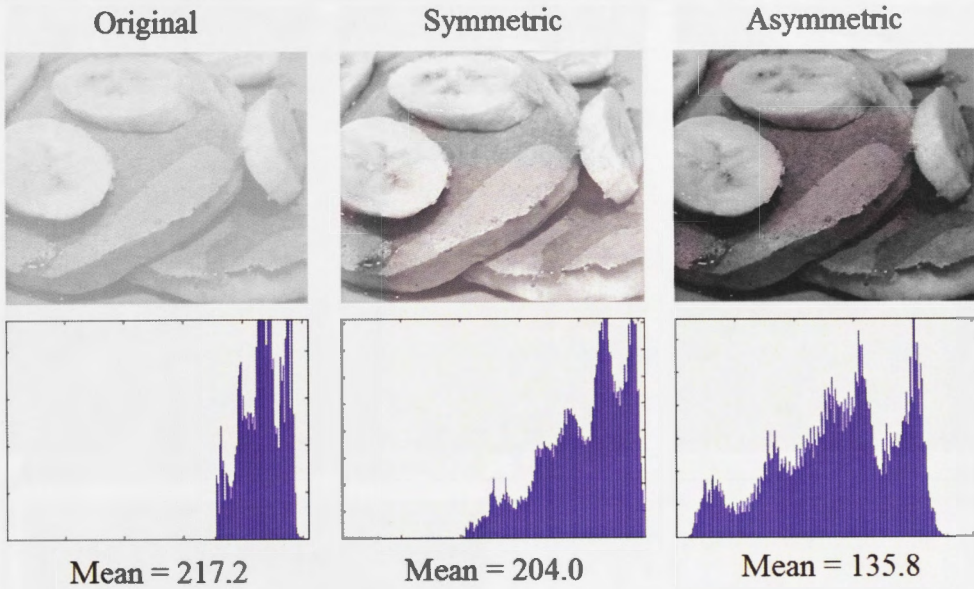 Original Symmetric Asymmetric
Mean = 217.2 Mean = 204.0 Mean = 135.8